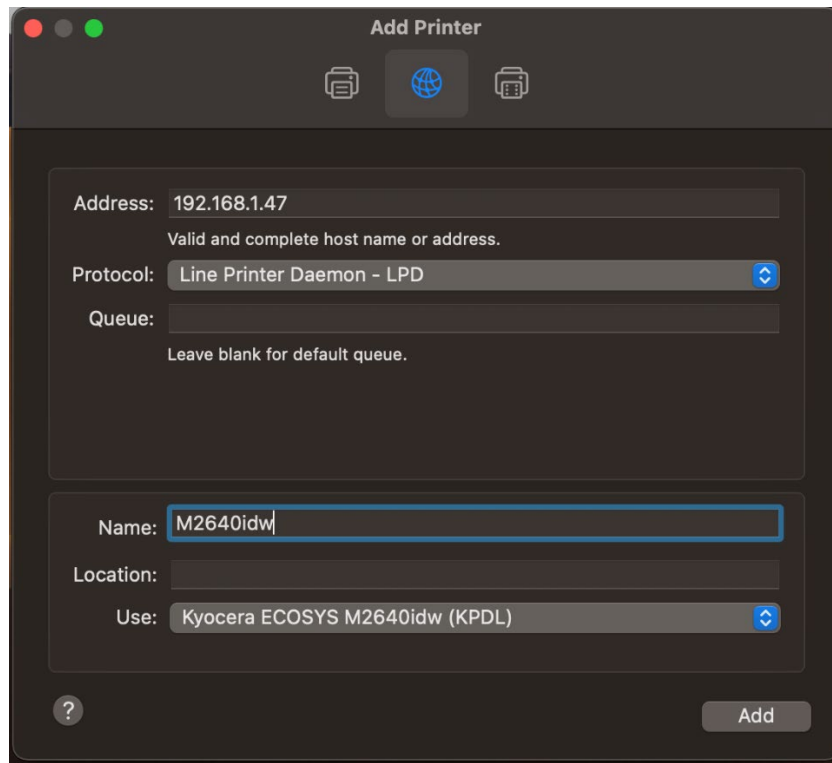 Add Printer
Address: 192.168.1.47
Valid and complete host name or address.
Protocol: Line Printer Daemon - LPD
Queue:
Leave blank for default queue.
Name: M2640idw
Location:
Use: Kyocera ECOSYS M2640idw (KPDL)
? Add